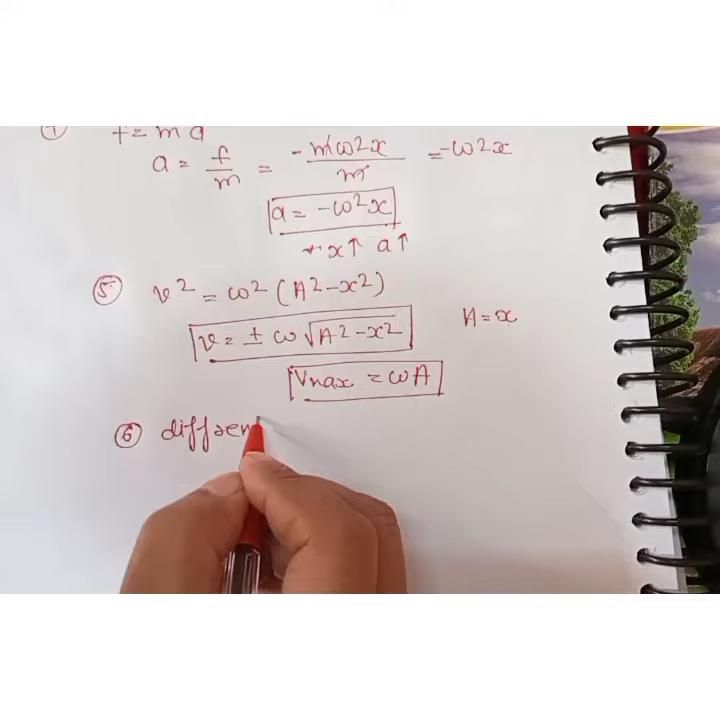 f = ma
a = f/m = -mω2x/m = -ω2x
a = -ω2x
x↑ a↑
⑤ v2 = ω2 (A2-x2)
v = ± ω √A2-x2 A = x
Vmax = ωA
⑥ differen